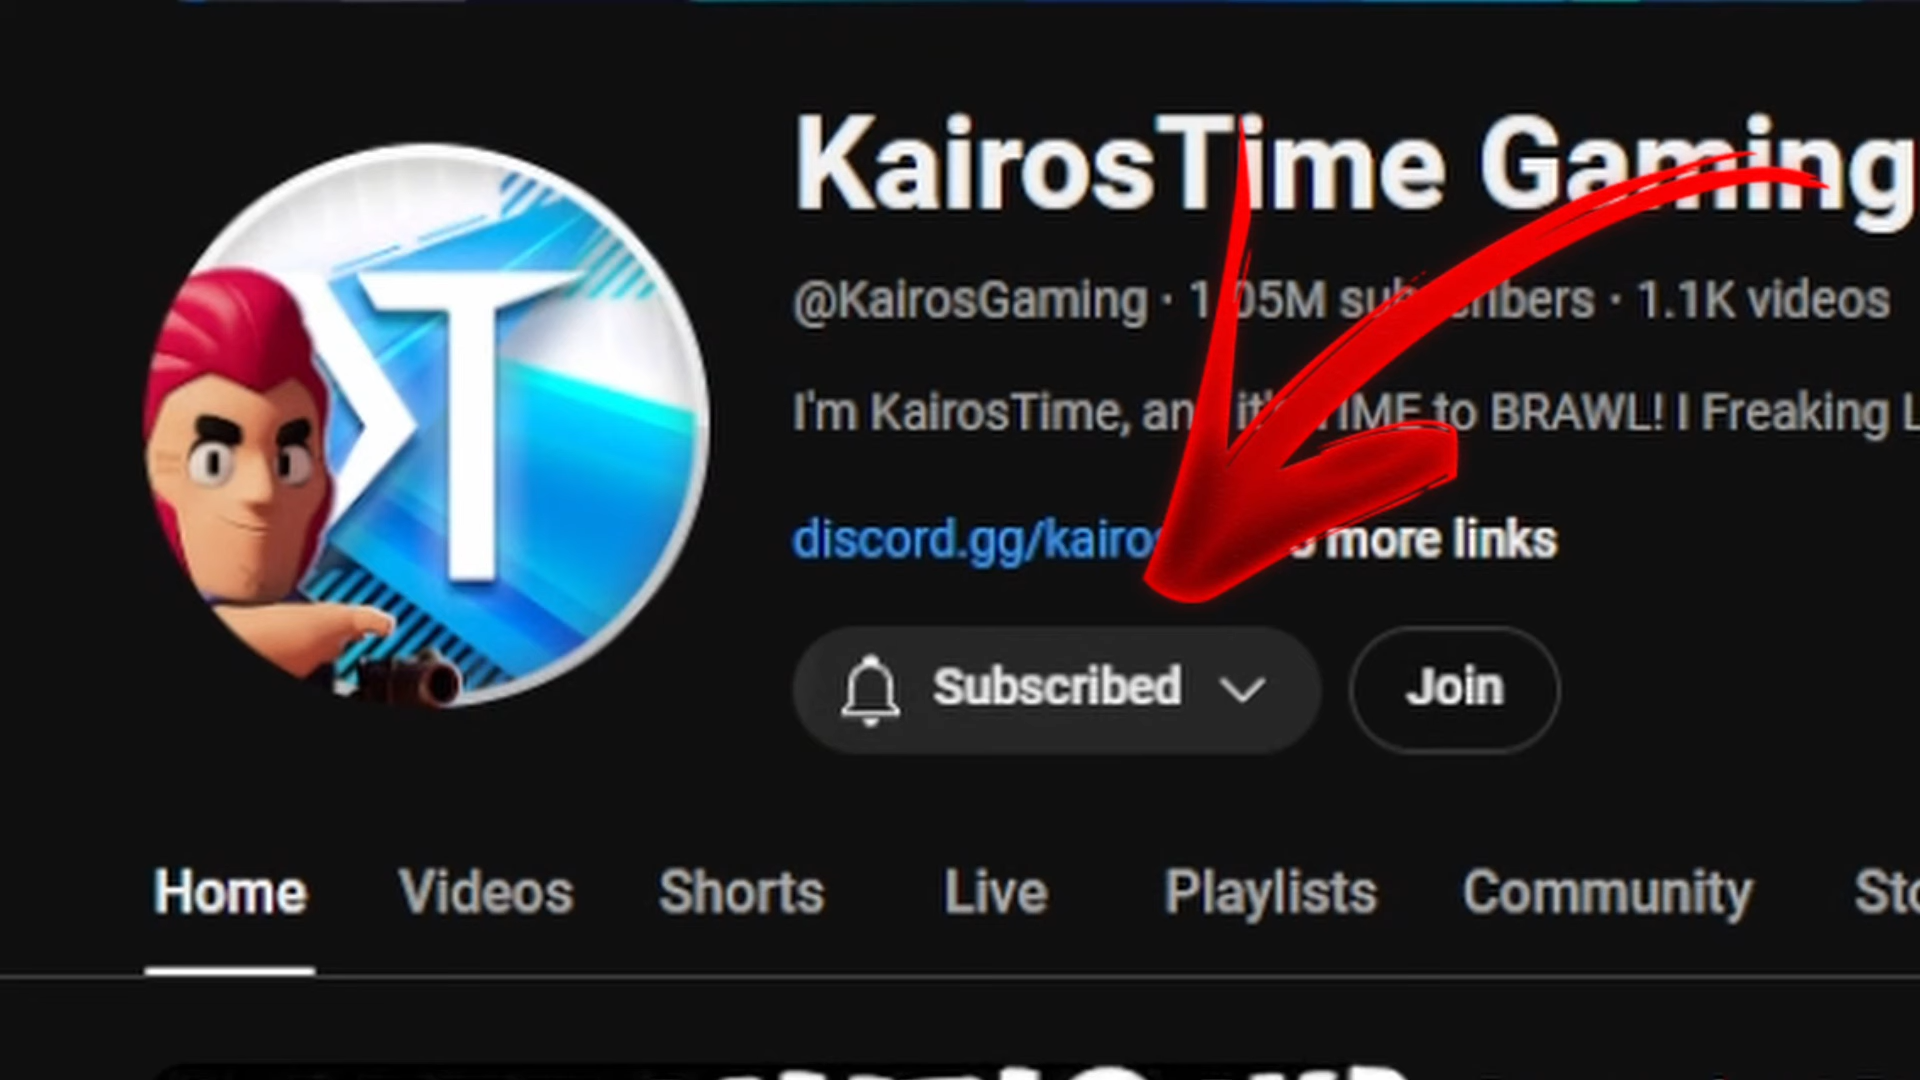 KairosTime Gaming
@KairosGaming · 1.05M subscribers · 1.1K videos
I'm KairosTime, and it's TIME to BRAWL! I Freaking
discord.gg/kairos more links
Subscribed
Join
Home Videos Shorts Live Playlists Community
T